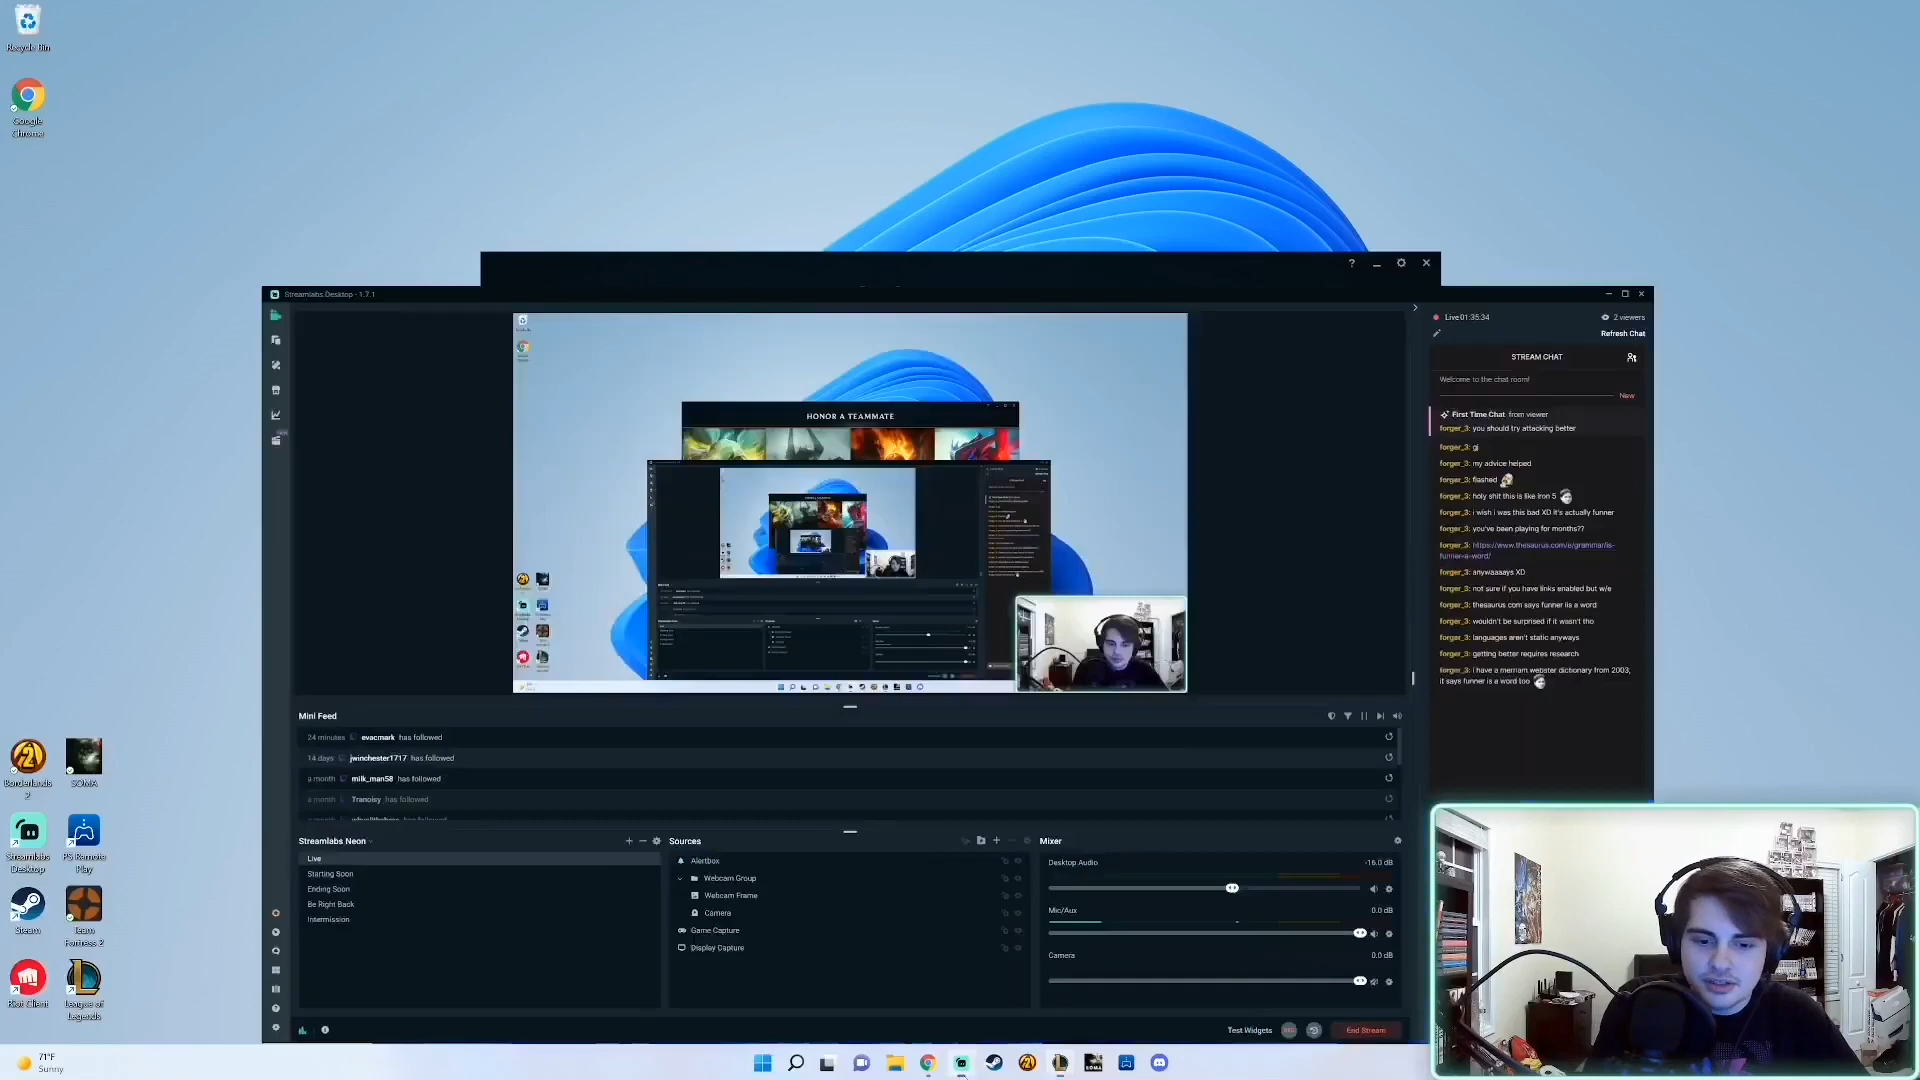 Recycle Bin
Google
Chrome
Streamlabs Desktop - 1.7.1
Live 01:35:34
2 viewers
Refresh Chat
STREAM CHAT
Welcome to the chat room!
New
First Time Chat from viewer
forger_3: you should try attacking better
forger_3: gj
forger_3: my advice helped
forger_3: flashed
forger_3: holy shit this is like Iron 5
forger_3: i wish i was this bad XD it's actually funner
forger_3: you've been playing for months??
forger_3: https://www.thesaurus.com/e/grammar/is-
funner-a-word/
forger_3: anywaaaays XD
forger_3: not sure if you have links enabled but w/e
forger_3: thesaurus com says funner iis a word
forger_3: wouldn't be surprised if it wasn't tho
forger_3: languages aren't static anyways
forger_3: getting better requires research
forger_3: i have a merriam webster dictionary from 2003,
it says funner is a word too
HONOR A TEAMMATE
Mini Feed
24 minutes evacmark has followed
14 days jwinchester1717 has followed
a month milk_man58 has followed
a month Tranoisy has followed
Streamlabs Neon
Live
Starting Soon
Ending Soon
Be Right Back
Intermission
Sources
Alertbox
Webcam Group
Webcam Frame
Camera
Game Capture
Display Capture
Mixer
Desktop Audio -16.0 dB
Mic/Aux 0.0 dB
Camera 0.0 dB
Test Widgets
REC
End Stream
Borderlands
2
SOMA
Streamlabs
Desktop
PS Remote
Play
Steam
Team
Fortress 2
Riot Client
League of
Legends
71°F
Sunny
SOMA